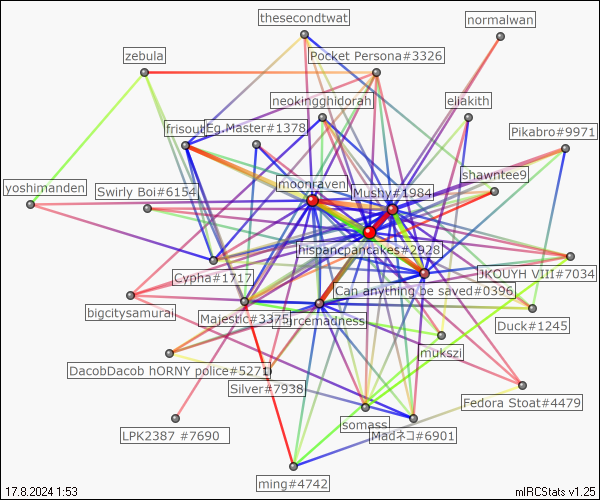 thesecondtwat
normalwan
zebula
Pocket Persona#3326
neokingghidorah
eliakith
frisout
Eg.Master#1378
Pikabro#9971
shawntee9
moonraven
Mushy#1984
yoshimanden
Swirly Boi#6154
hispancpancakes#2928
Cypha#1717
JKOUYH VIII#7034
Can anything be saved#0396
bigcitysamurai
Majestic#3375
ircemadness
Duck#1245
mukszi
DacobDacob hORNY police#5271
Silver#7938
Fedora Stoat#4479
somass
LPK2387 #7690
Madネコ#6901
ming#4742
17.8.2024 1:53
mIRCStats v1.25